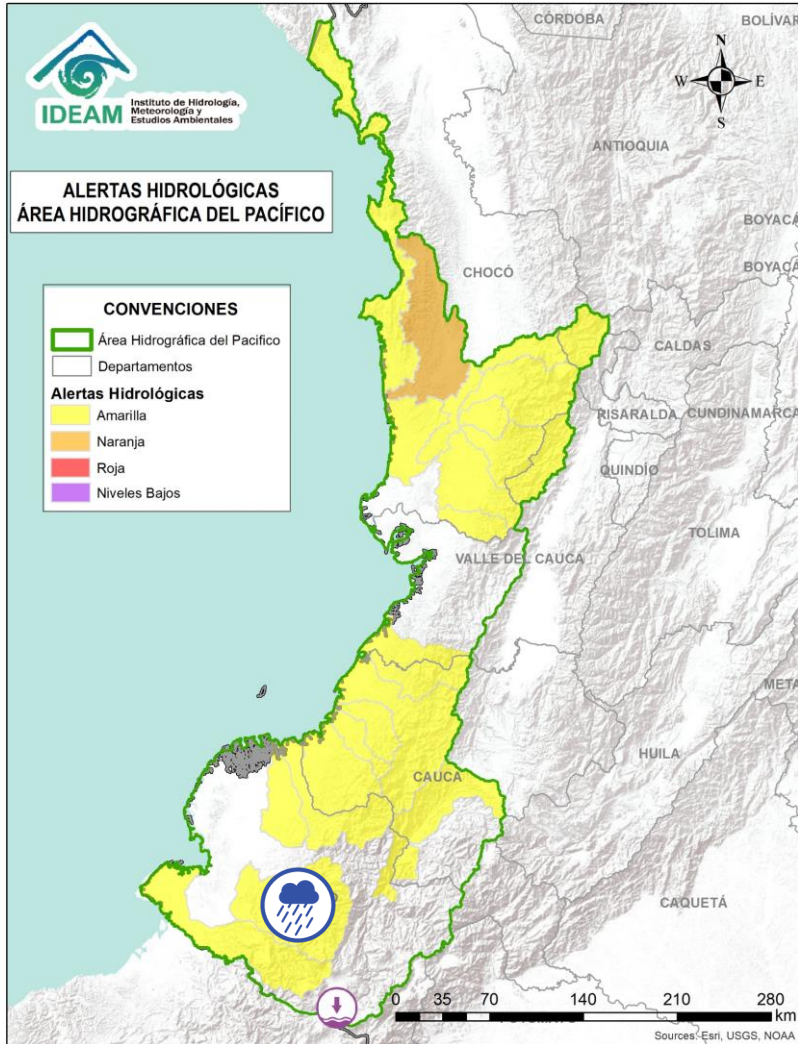 CÓRDOBA
BOLÍVAR
IDEAM
Instituto de Hidrología,
Meteorología y
Estudios Ambientales
N
W E
S
ANTIOQUIA
ALERTAS HIDROLÓGICAS
ÁREA HIDROGRÁFICA DEL PACÍFICO
BOYACÁ
BOYACÁ
CHOCÓ
CONVENCIONES
Área Hidrográfica del Pacífico
Departamentos
Alertas Hidrológicas
Amarilla
Naranja
Roja
Niveles Bajos
CALDAS
RISARALDA
CUNDINAMARCA
QUINDÍO
TOLIMA
VALLE DEL CAUCA
META
HUILA
CAUCA
CAQUETÁ
0 35 70 140 210 280
km
Sources: Esri, USGS, NOAA